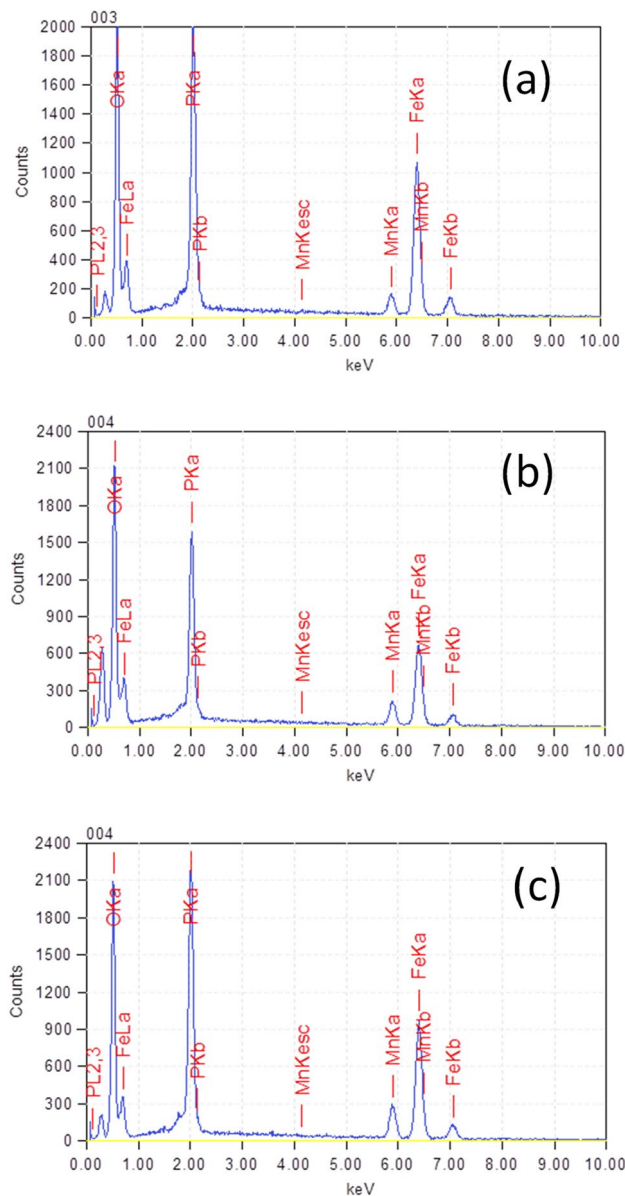 003
(a)
2000
1800
1600
1400
1200
1000
800
600
400
200
0
Counts
PL2,3
OKa
FeLa
PKa
PKb
MnKesc
MnKa
FeKa
MnKb
FeKb
0.00 1.00 2.00 3.00 4.00 5.00 6.00 7.00 8.00 9.00 10.00
keV
004
(b)
2400
2100
1800
1500
1200
900
600
300
0
Counts
PL2,3
OKa
FeLa
PKa
PKb
MnKesc
MnKa
FeKa
MnKb
FeKb
0.00 1.00 2.00 3.00 4.00 5.00 6.00 7.00 8.00 9.00 10.00
keV
004
(c)
2400
2100
1800
1500
1200
900
600
300
0
Counts
PL2,3
OKa
FeLa
PKa
PKb
MnKesc
MnKa
FeKa
MnKb
FeKb
0.00 1.00 2.00 3.00 4.00 5.00 6.00 7.00 8.00 9.00 10.00
keV